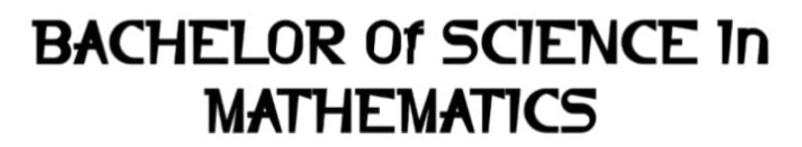 BACHELOR Of SCIENCE In
MATHEMATICS